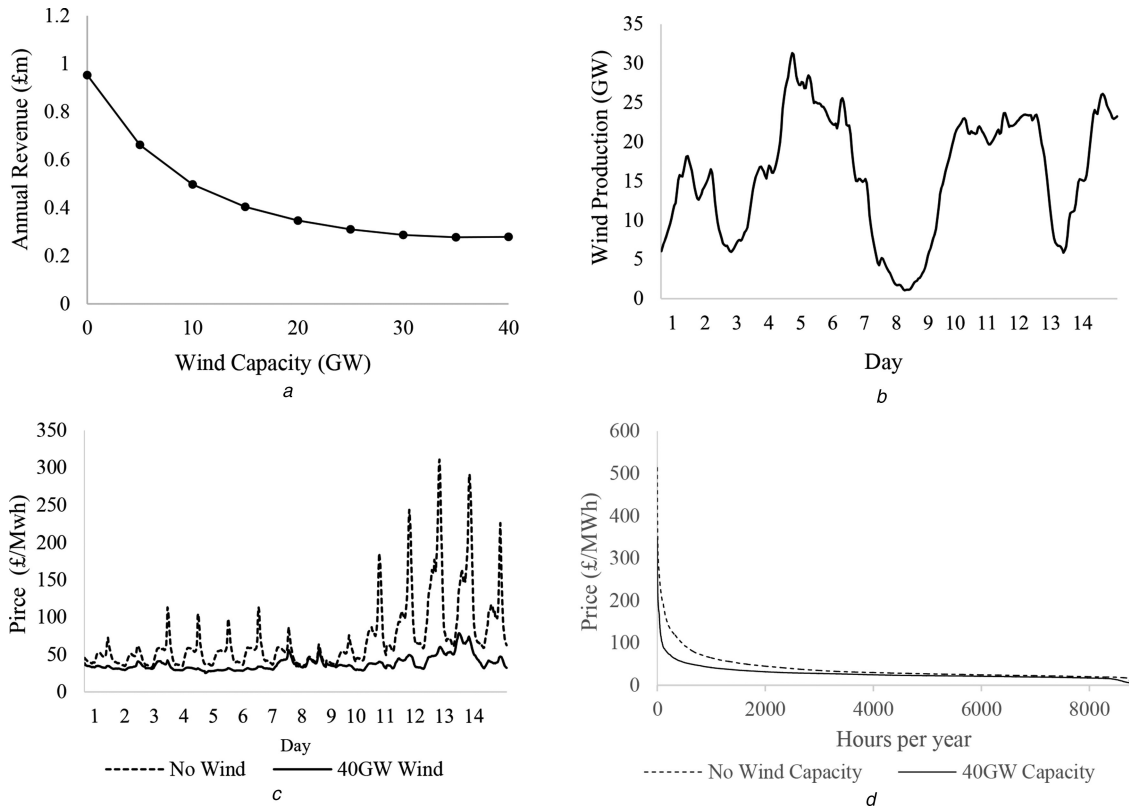 1.2
1
0.8
0.6
0.4
0.2
0
Annual Revenue (£m)
0 10 20 30 40
Wind Capacity (GW)
a
35
30
25
20
15
10
5
0
Wind Production (GW)
1 2 3 4 5 6 7 8 9 10 11 12 13 14
Day
b
350
300
250
200
150
100
50
0
Pirce (£/Mwh)
1 2 3 4 5 6 7 8 9 10 11 12 13 14
Day
No Wind 40GW Wind
c
600
500
400
300
200
100
0
Price (£/MWh)
0 2000 4000 6000 8000
Hours per year
No Wind Capacity 40GW Capacity
d